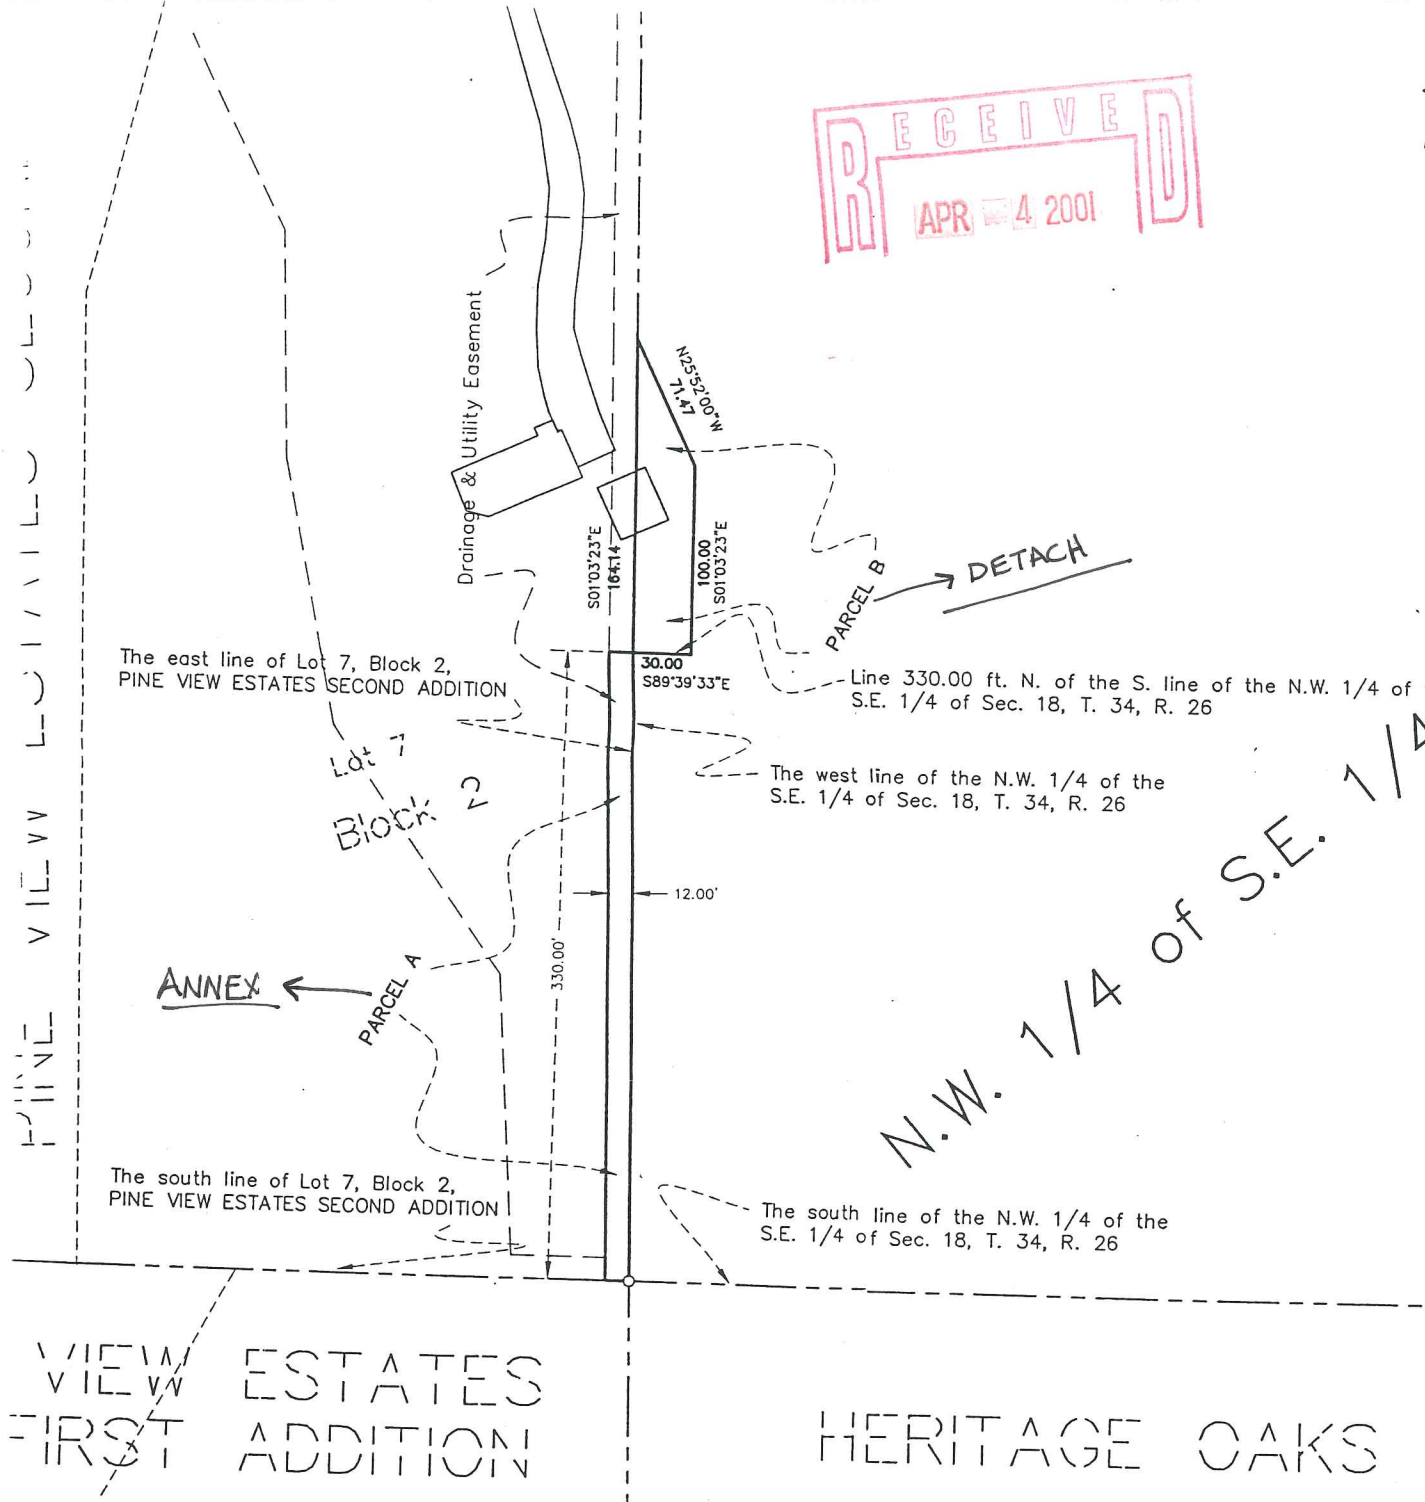 RECEIVED
APR 4 2001
Drainage & Utility Easement
N25°52'00"W
71.47
S01°03'23"E
164.14
100.00
S01°03'23"E
PARCEL B
DETACH
The east line of Lot 7, Block 2,
PINE VIEW ESTATES SECOND ADDITION
30.00
S89°39'33"E
Line 330.00 ft. N. of the S. line of the N.W. 1/4 of
S.E. 1/4 of Sec. 18, T. 34, R. 26
Lot 7
Block 2
The west line of the N.W. 1/4 of the
S.E. 1/4 of Sec. 18, T. 34, R. 26
12.00'
330.00'
N.W. 1/4 of S.E. 1/4
ANNEX
PARCEL A
PINE VIEW
The south line of Lot 7, Block 2,
PINE VIEW ESTATES SECOND ADDITION
The south line of the N.W. 1/4 of the
S.E. 1/4 of Sec. 18, T. 34, R. 26
VIEW ESTATES
FIRST ADDITION
HERITAGE OAKS